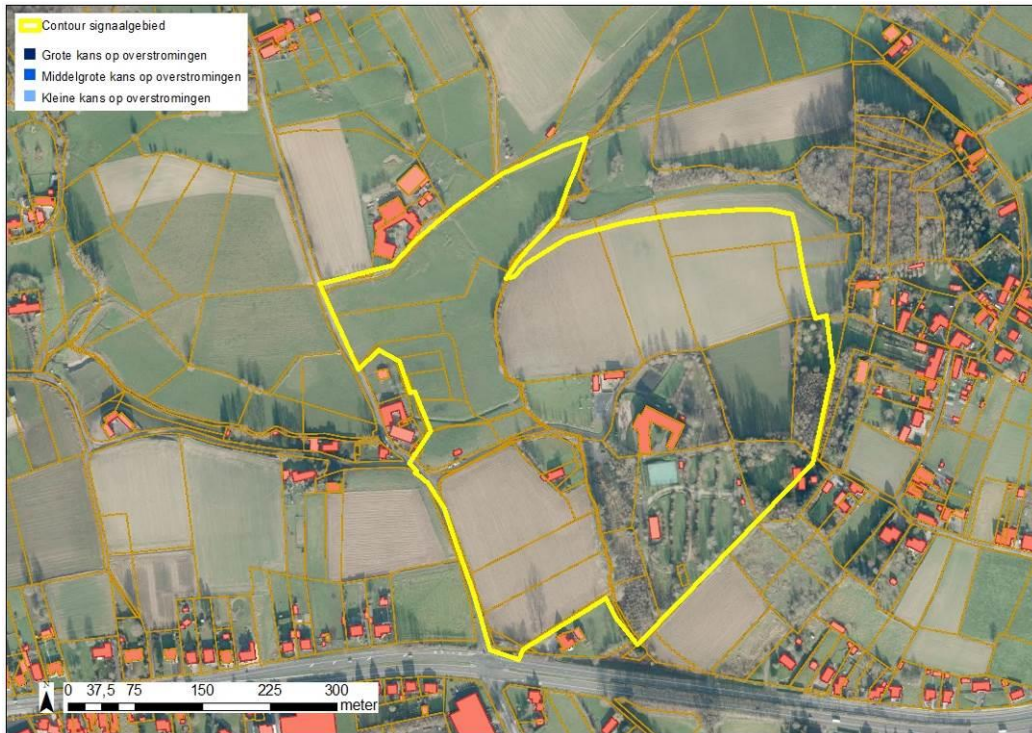 Contour signaalgebied
Grote kans op overstromingen
Middelgrote kans op overstromingen
Kleine kans op overstromingen
0 37,5 75 150 225 300
meter